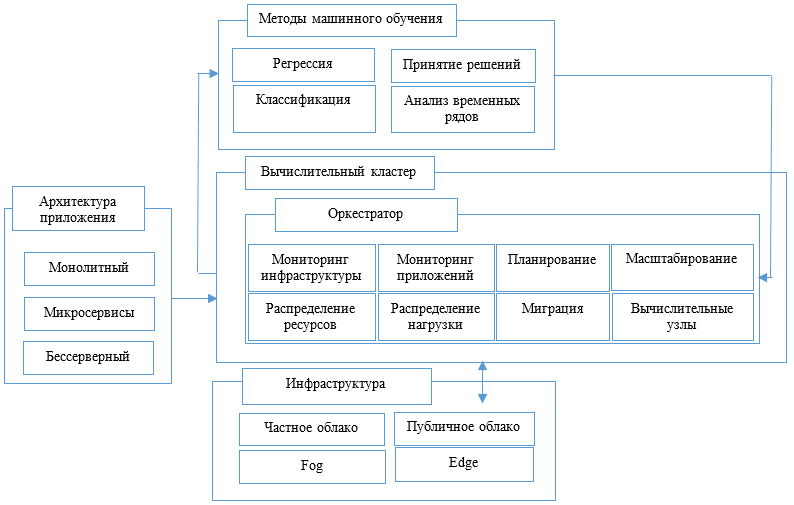 Методы машинного обучения
Регрессия
Принятие решений
Классификация
Анализ временных
рядов
Вычислительный кластер
Архитектура
приложения
Оркестратор
Монолитный
Микросервисы
Бессерверный
Мониторинг
инфраструктуры
Мониторинг
приложений
Планирование
Масштабирование
Распределение
ресурсов
Распределение
нагрузки
Миграция
Вычислительные
узлы
Инфраструктура
Частное облако
Публичное облако
Fog
Edge